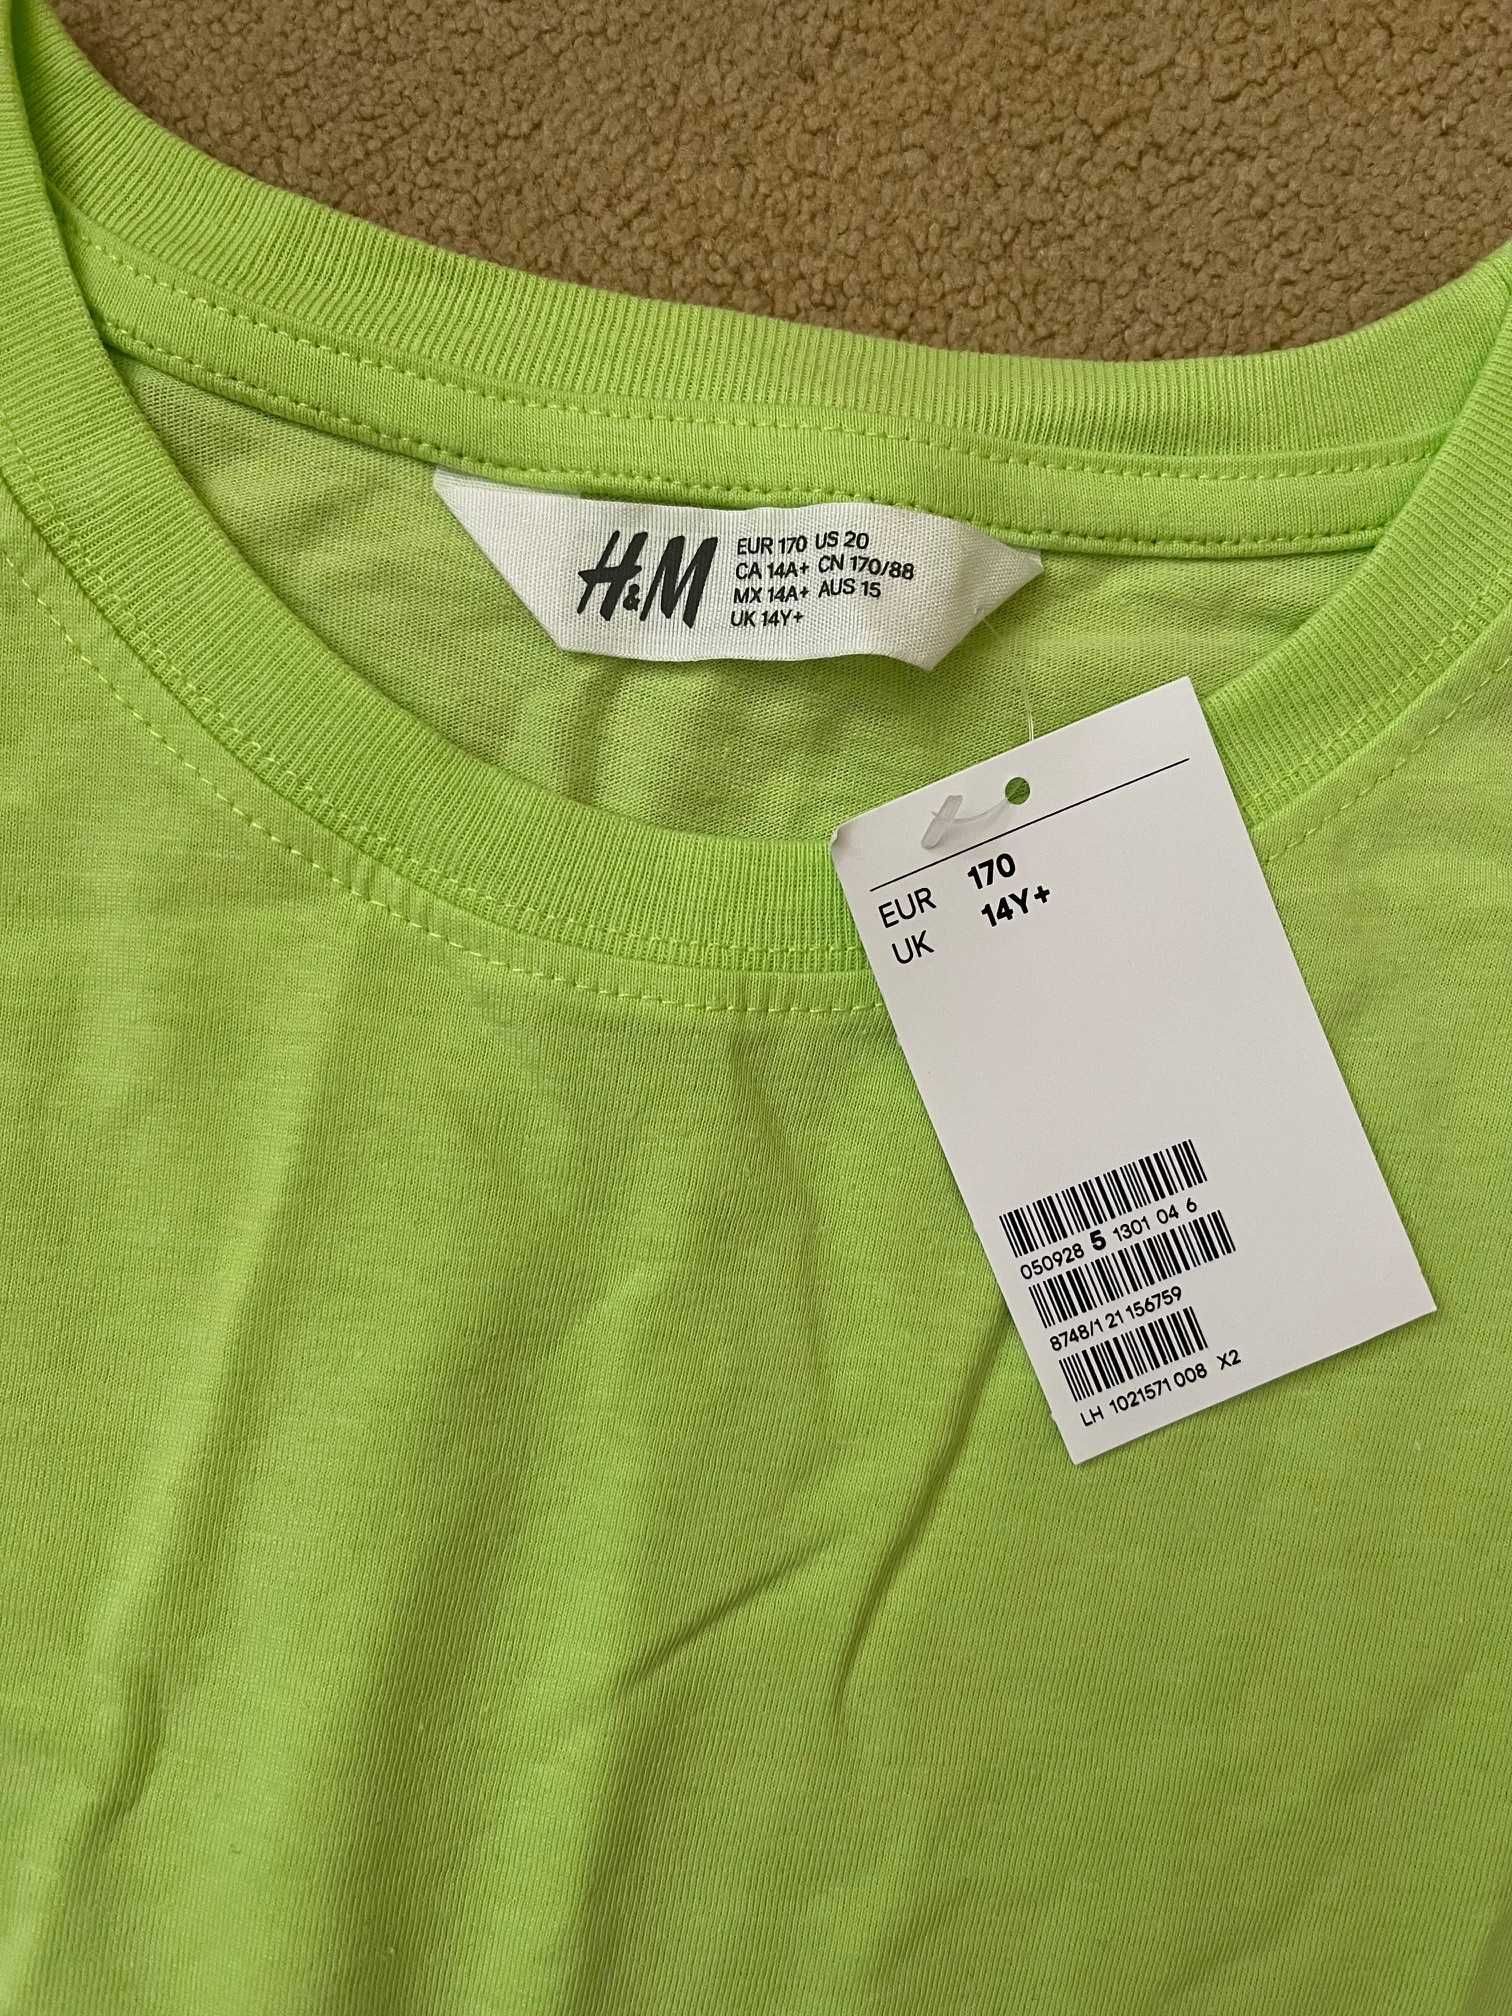 H&M
EUR 170 US 20
CA 14A+ CN 170/88
MX 14A+ AUS 15
UK 14Y+
EUR 170
UK 14Y+
050928 5 1301 04 6
8748/1 21 156759
LH 1021571 008 X2